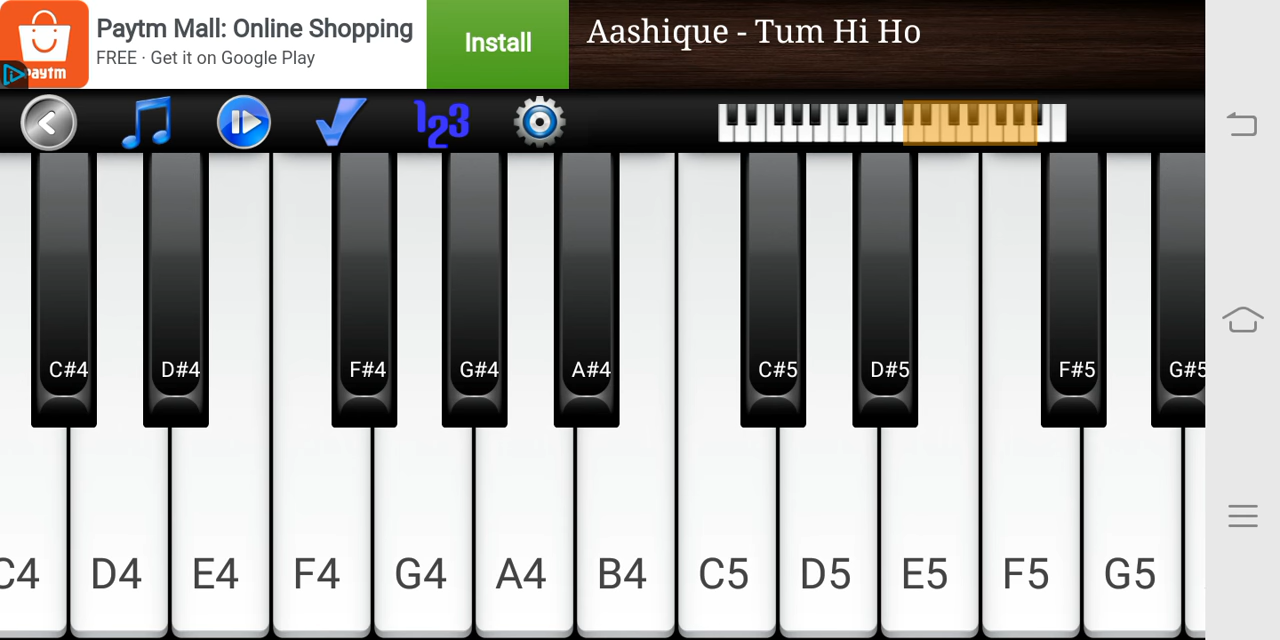 Paytm Mall: Online Shopping
FREE · Get it on Google Play
paytm
Install
Aashique - Tum Hi Ho
123
C#4 D#4 F#4 G#4 A#4 C#5 D#5 F#5 G#5
C4 D4 E4 F4 G4 A4 B4 C5 D5 E5 F5 G5